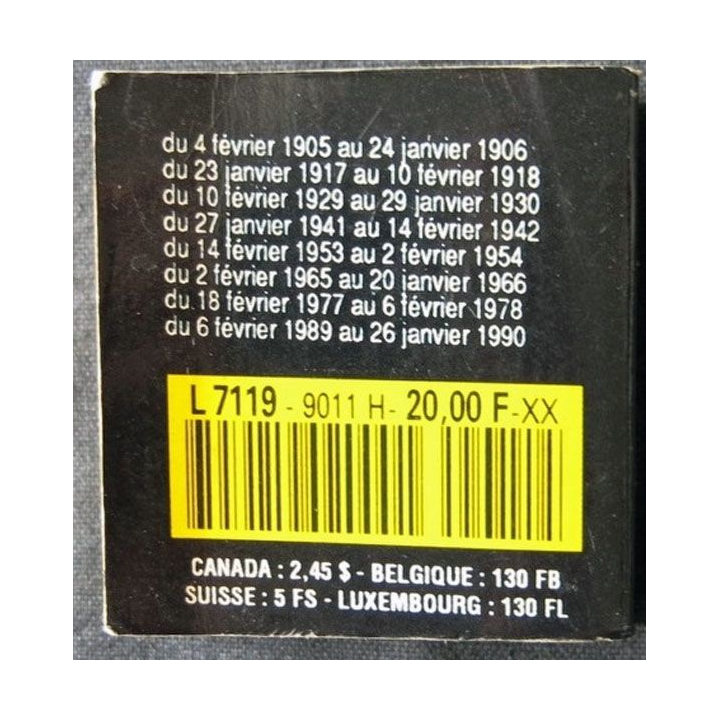 du 4 février 1905 au 24 janvier 1906
du 23 janvier 1917 au 10 février 1918
du 10 février 1929 au 29 janvier 1930
du 27 janvier 1941 au 14 février 1942
du 14 février 1953 au 2 février 1954
du 2 février 1965 au 20 janvier 1966
du 18 février 1977 au 6 février 1978
du 6 février 1989 au 26 janvier 1990
L 7119 - 9011 H- 20,00 F-XX
CANADA : 2,45 $ - BELGIQUE : 130 FB
SUISSE : 5 FS - LUXEMBOURG : 130 FL